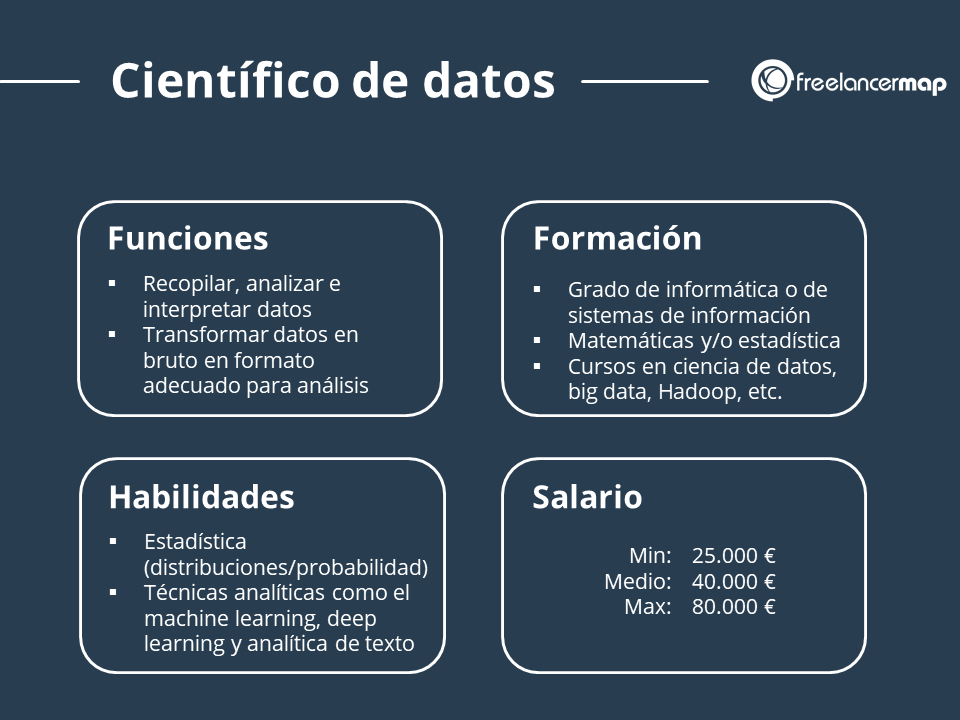 Científico de datos
freelancermap
Funciones
▪ Recopilar, analizar e
interpretar datos
▪ Transformar datos en
bruto en formato
adecuado para análisis
Formación
▪ Grado de informática o de
sistemas de información
▪ Matemáticas y/o estadística
▪ Cursos en ciencia de datos,
big data, Hadoop, etc.
Habilidades
▪ Estadística
(distribuciones/probabilidad)
▪ Técnicas analíticas como el
machine learning, deep
learning y analítica de texto
Salario
Min: 25.000 €
Medio: 40.000 €
Max: 80.000 €